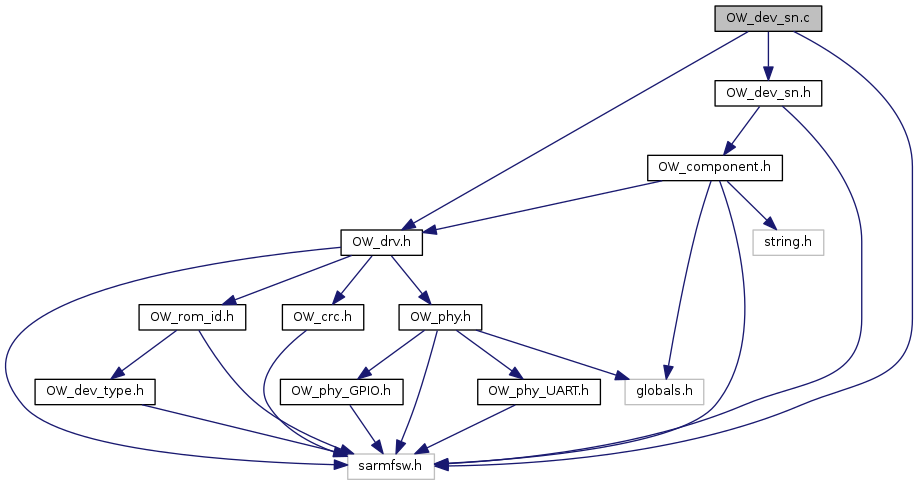 OW_dev_sn.c
OW_dev_sn.h
OW_component.h
OW_drv.h
string.h
OW_rom_id.h
OW_crc.h
OW_phy.h
OW_dev_type.h
OW_phy_GPIO.h
OW_phy_UART.h
globals.h
sarmfsw.h